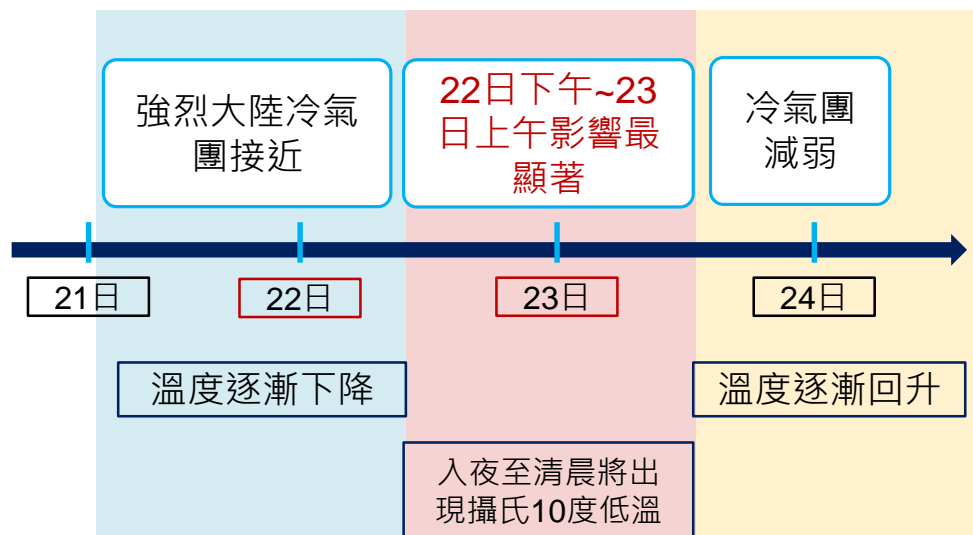 強烈大陸冷氣
團接近
22日下午~23
日上午影響最
顯著
冷氣團
減弱
21日
22日
23日
24日
溫度逐漸下降
溫度逐漸回升
入夜至清晨將出
現攝氏10度低溫